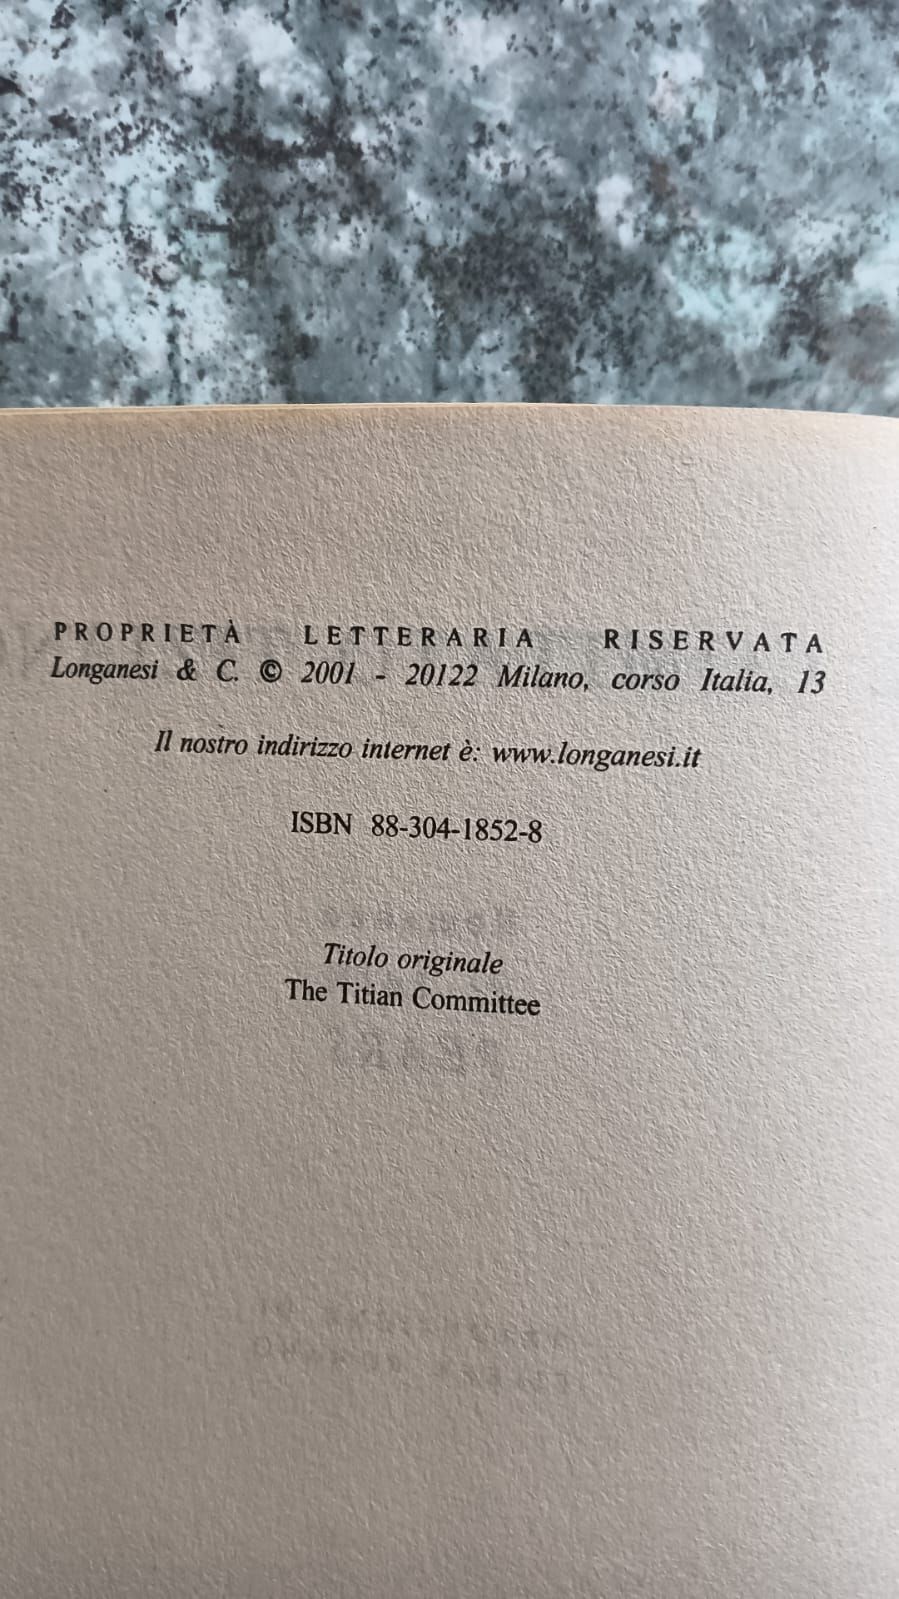 PROPRIETÀ LETTERARIA RISERVATA
Longanesi & C. © 2001 - 20122 Milano, corso Italia, 13
Il nostro indirizzo internet è: www.longanesi.it
ISBN 88-304-1852-8
Titolo originale
The Titian Committee